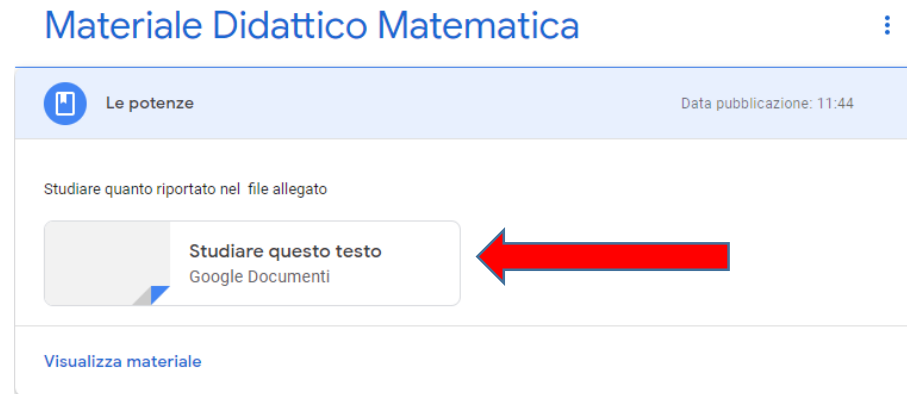 Materiale Didattico Matematica
Le potenze
Data pubblicazione: 11:44
Studiare quanto riportato nel  file allegato
Studiare questo testo
Google Documenti
Visualizza materiale